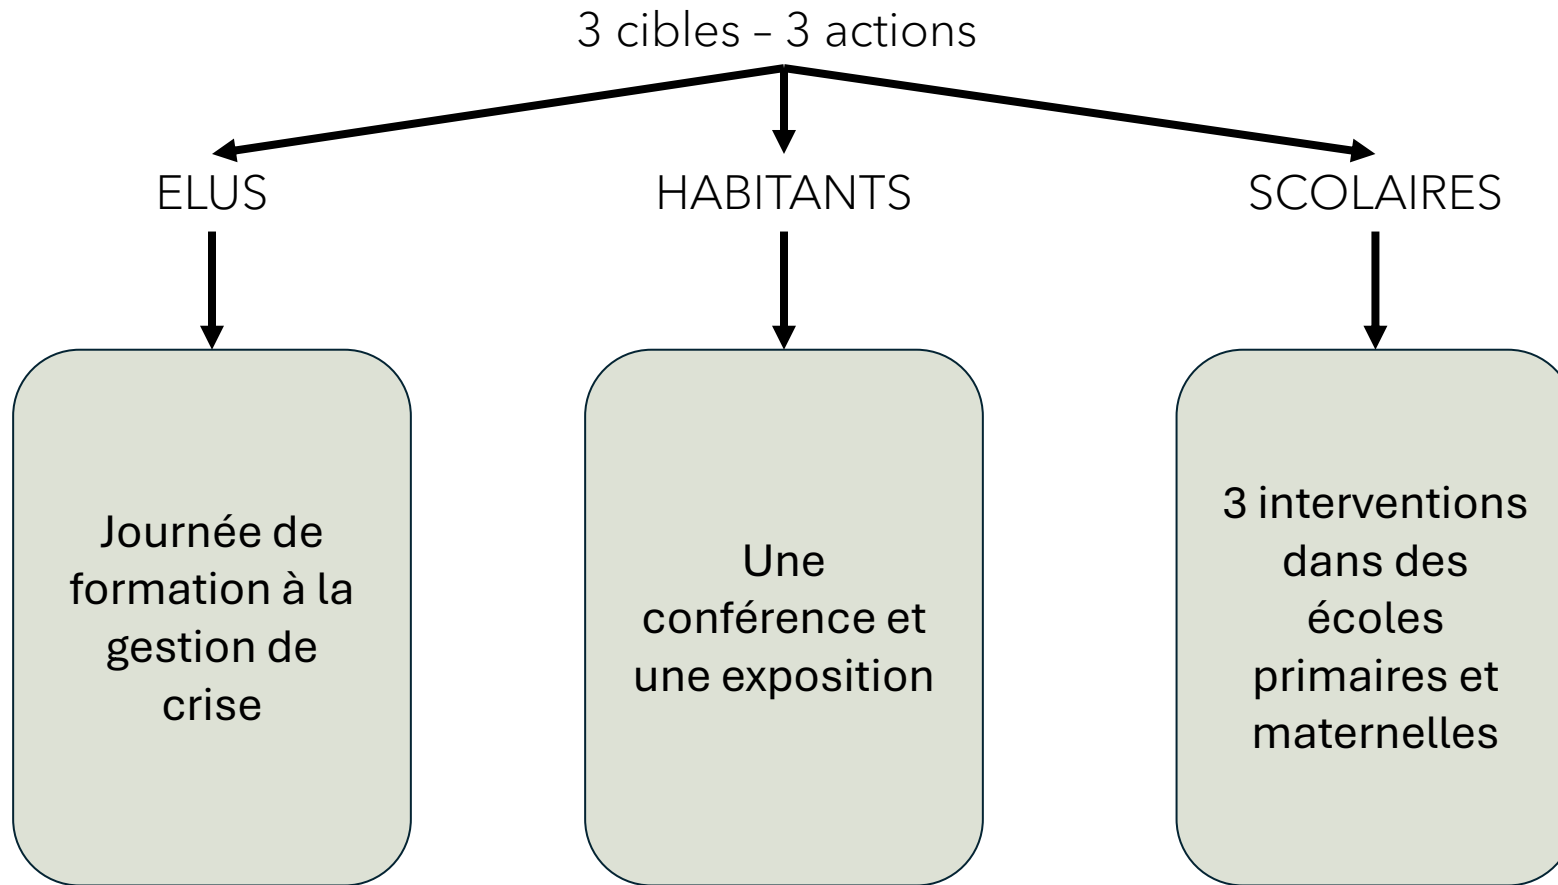 3 cibles – 3 actions
ELUS
HABITANTS
SCOLAIRES
Journée de
formation à la
gestion de
crise
Une
conférence et
une exposition
3 interventions
dans des
écoles
primaires et
maternelles